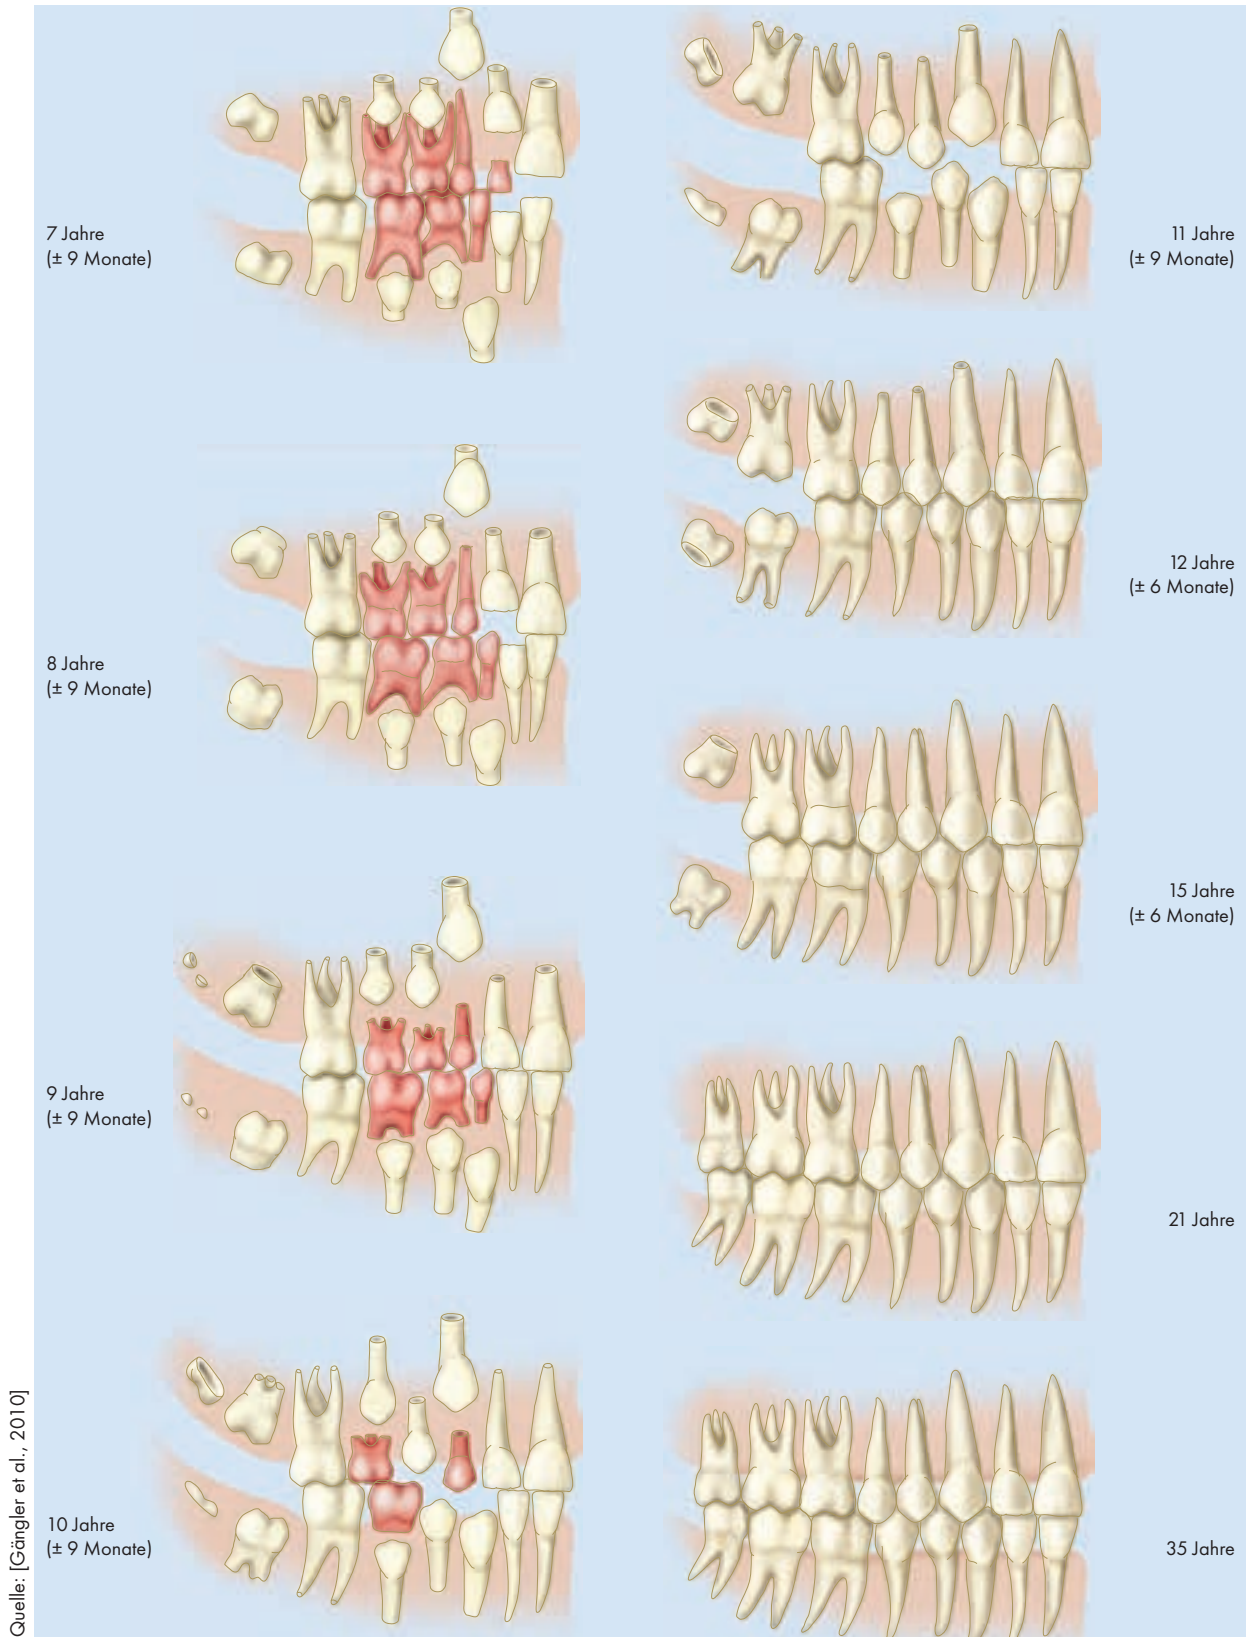 7 Jahre
(± 9 Monate)
8 Jahre
(± 9 Monate)
9 Jahre
(± 9 Monate)
10 Jahre
(± 9 Monate)
11 Jahre
(± 9 Monate)
12 Jahre
(± 6 Monate)
15 Jahre
(± 6 Monate)
21 Jahre
35 Jahre
Quelle: [Gängler et al., 2010]